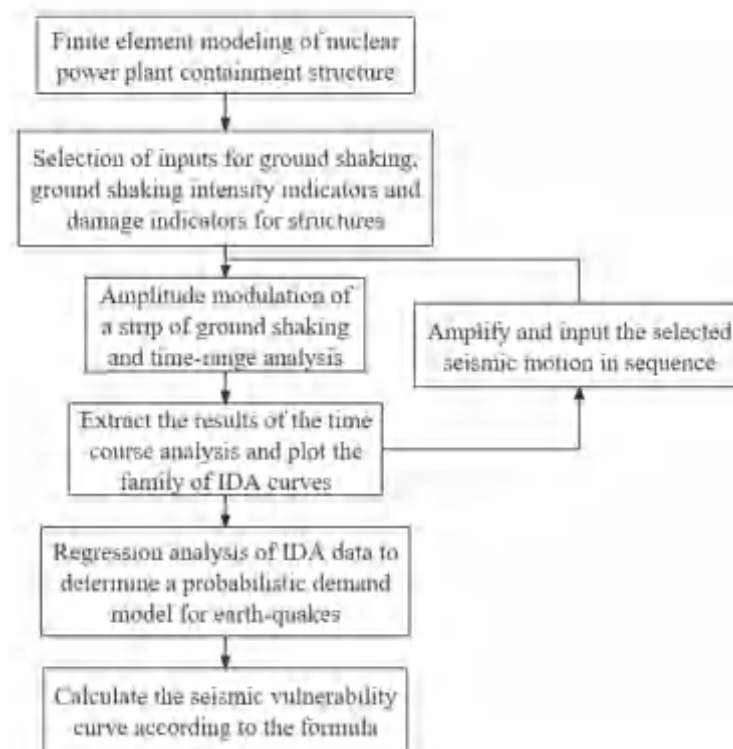 Finite element modeling of nuclear
power plant containment structure
Selection of inputs for ground shaking,
ground shaking intensity indicators and
damage indicators for structures
Amplitude modulation of
a strip of ground shaking
and time-range analysis
Amplify and input the selected
seismic motion in sequence
Extract the results of the time
course analysis and plot the
family of IDA curves
Regression analysis of IDA data to
determine a probabilistic demand
model for earth-quakes
Calculate the seismic vulnerability
curve according to the formula